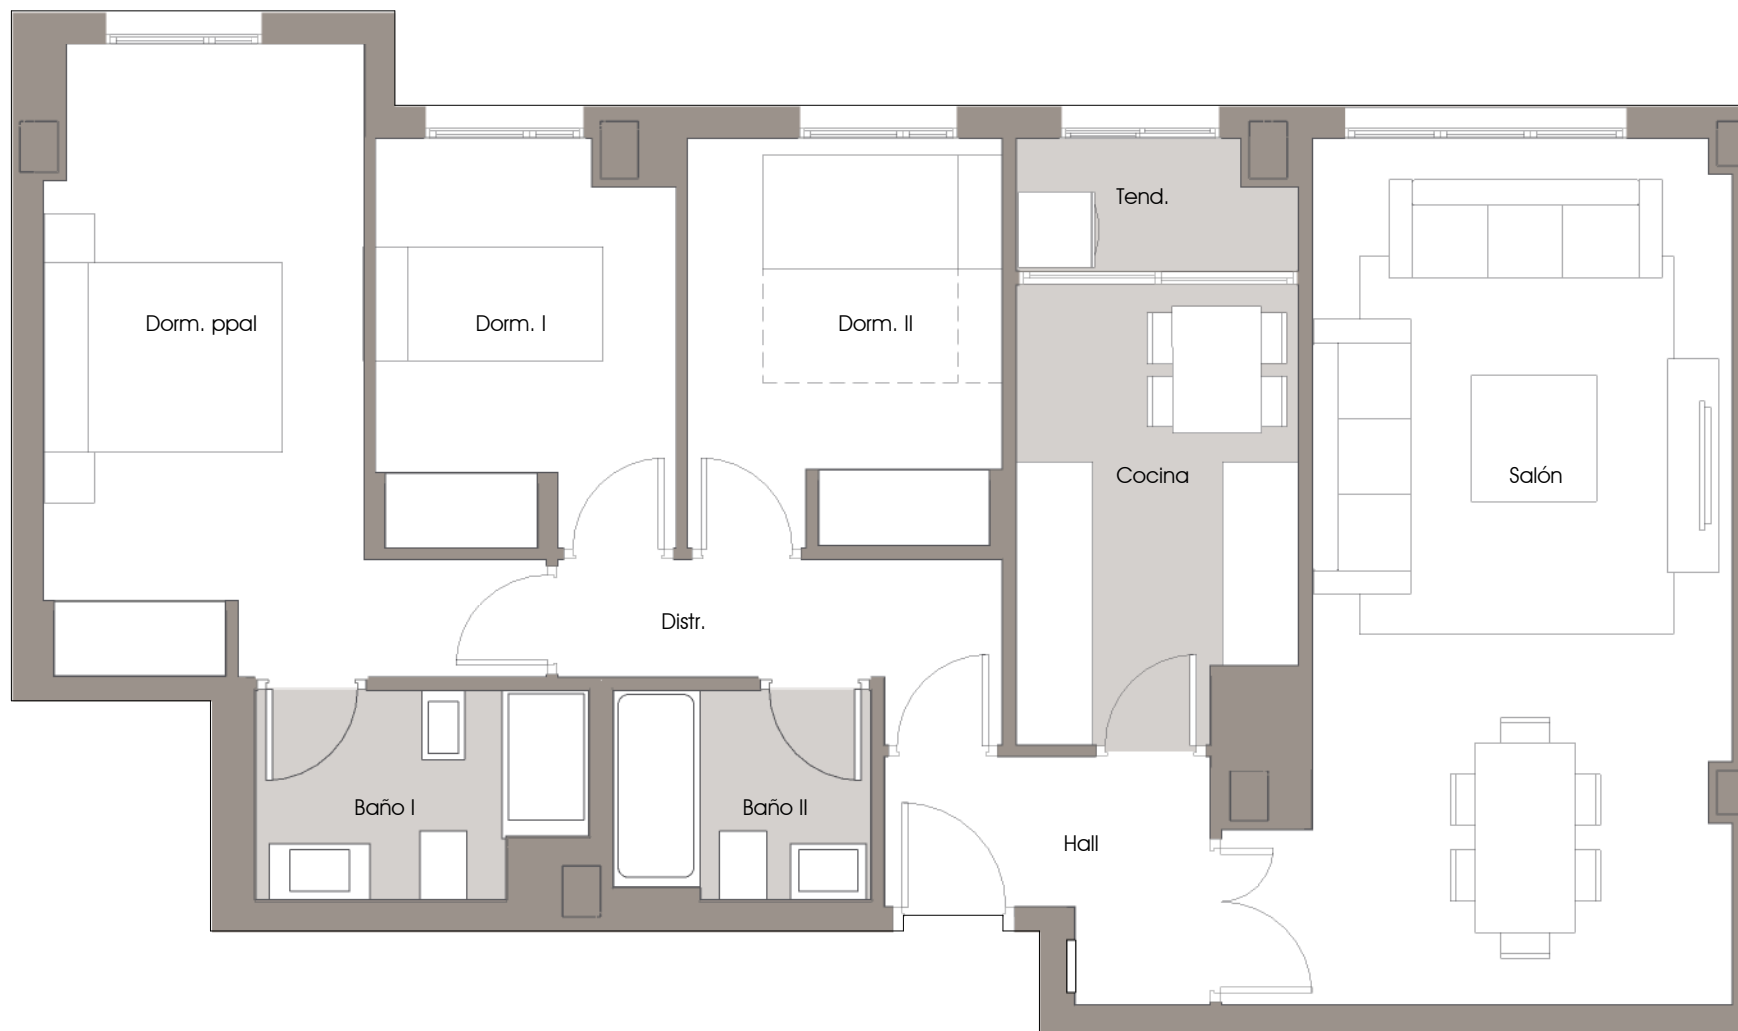 Tend.
Dorm. ppal
Dorm. I
Dorm. II
Cocina
Salón
Distr.
Baño I
Baño II
Hall